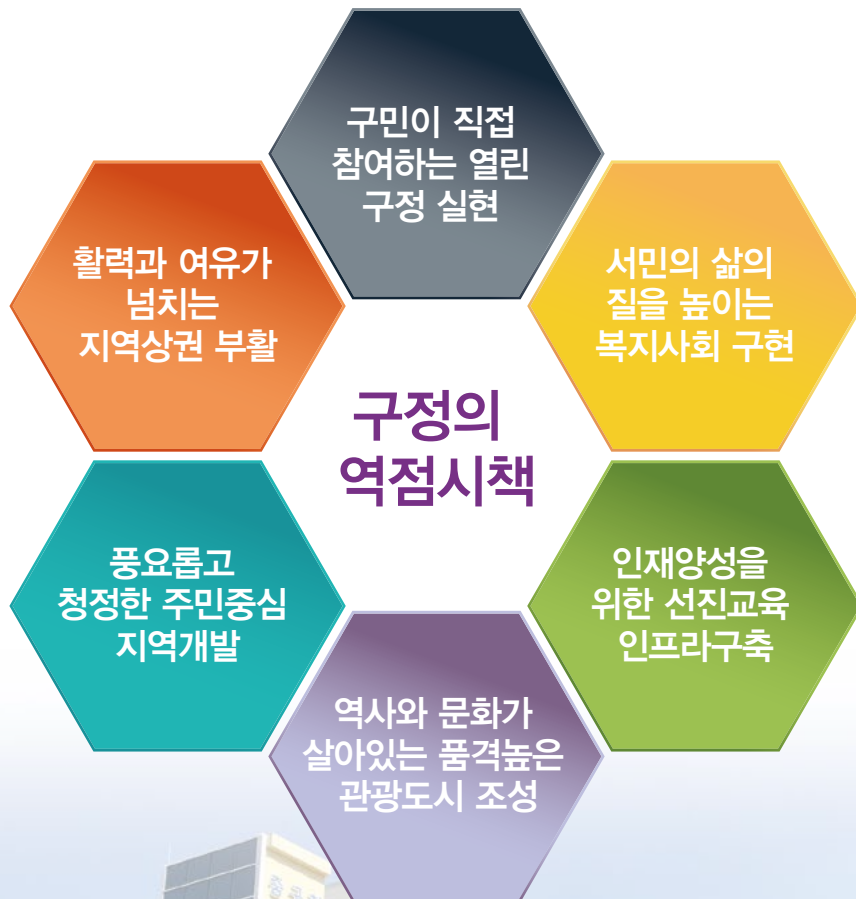 구민이 직접
참여하는 열린
구정 실현
활력과 여유가
넘치는
지역상권 부활
서민의 삶의
질을 높이는
복지사회 구현
구정의
역점시책
풍요롭고
청정한 주민중심
지역개발
인재양성을
위한 선진교육
인프라구축
역사와 문화가
살아있는 품격높은
관광도시 조성